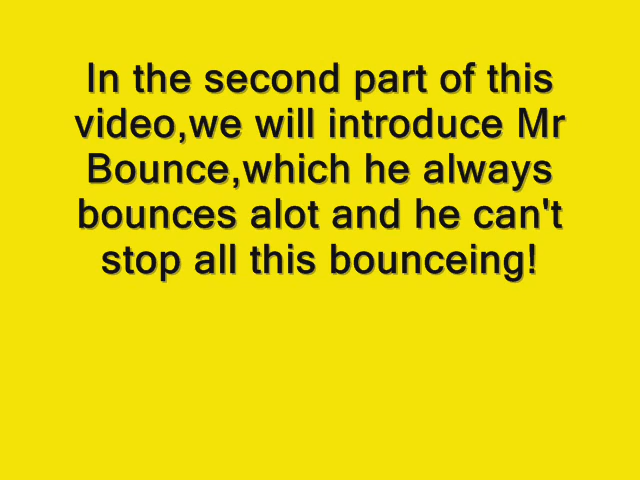 In the second part of this
video,we will introduce Mr
Bounce,which he always
bounces alot and he can't
stop all this bounceing!